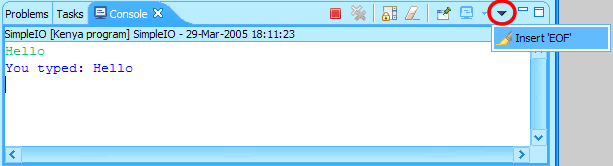 Problems Tasks Console
SimpleIO [Kenya program] SimpleIO - 29-Mar-2005 18:11:23
Insert 'EOF'
Hello
You typed: Hello